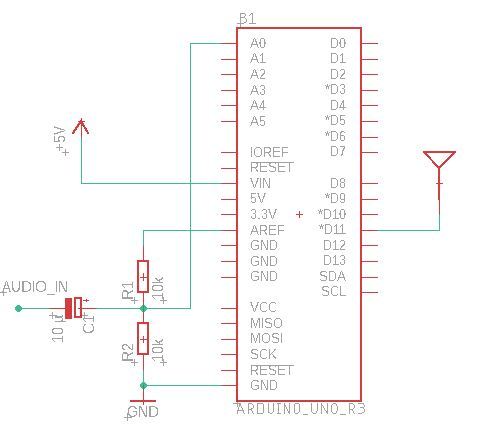 B1
A0 D0
A1 D1
A2 D2
A3 *D3
A4 D4
A5 *D5
*D6
IOREF D7
RESET
VIN D8
5V *D9
3.3V *D10
AREF *D11
GND D12
GND D13
GND SDA
SCL
VCC
MISO
MOSI
SCK
RESET
GND
ARDUINO_UNO_R3
+5V
AUDIO_IN
10 µ
C1
R1
10k
R2
10k
GND